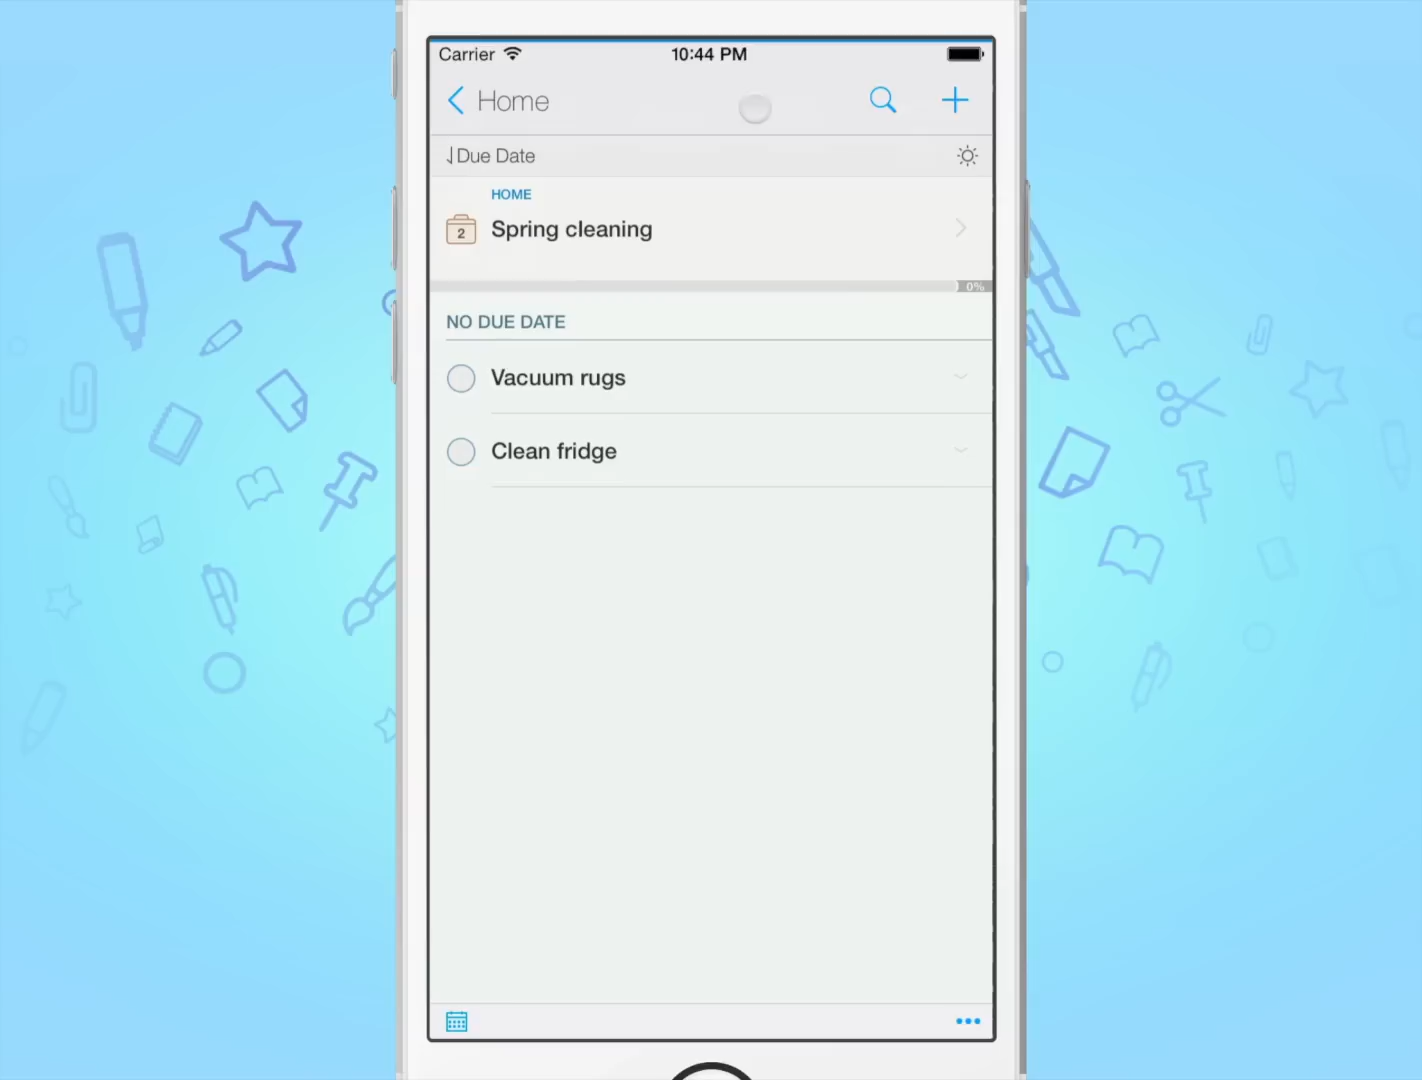 Carrier 10:44 PM
Home
Due Date
HOME
2 Spring cleaning
0%
NO DUE DATE
Vacuum rugs
Clean fridge